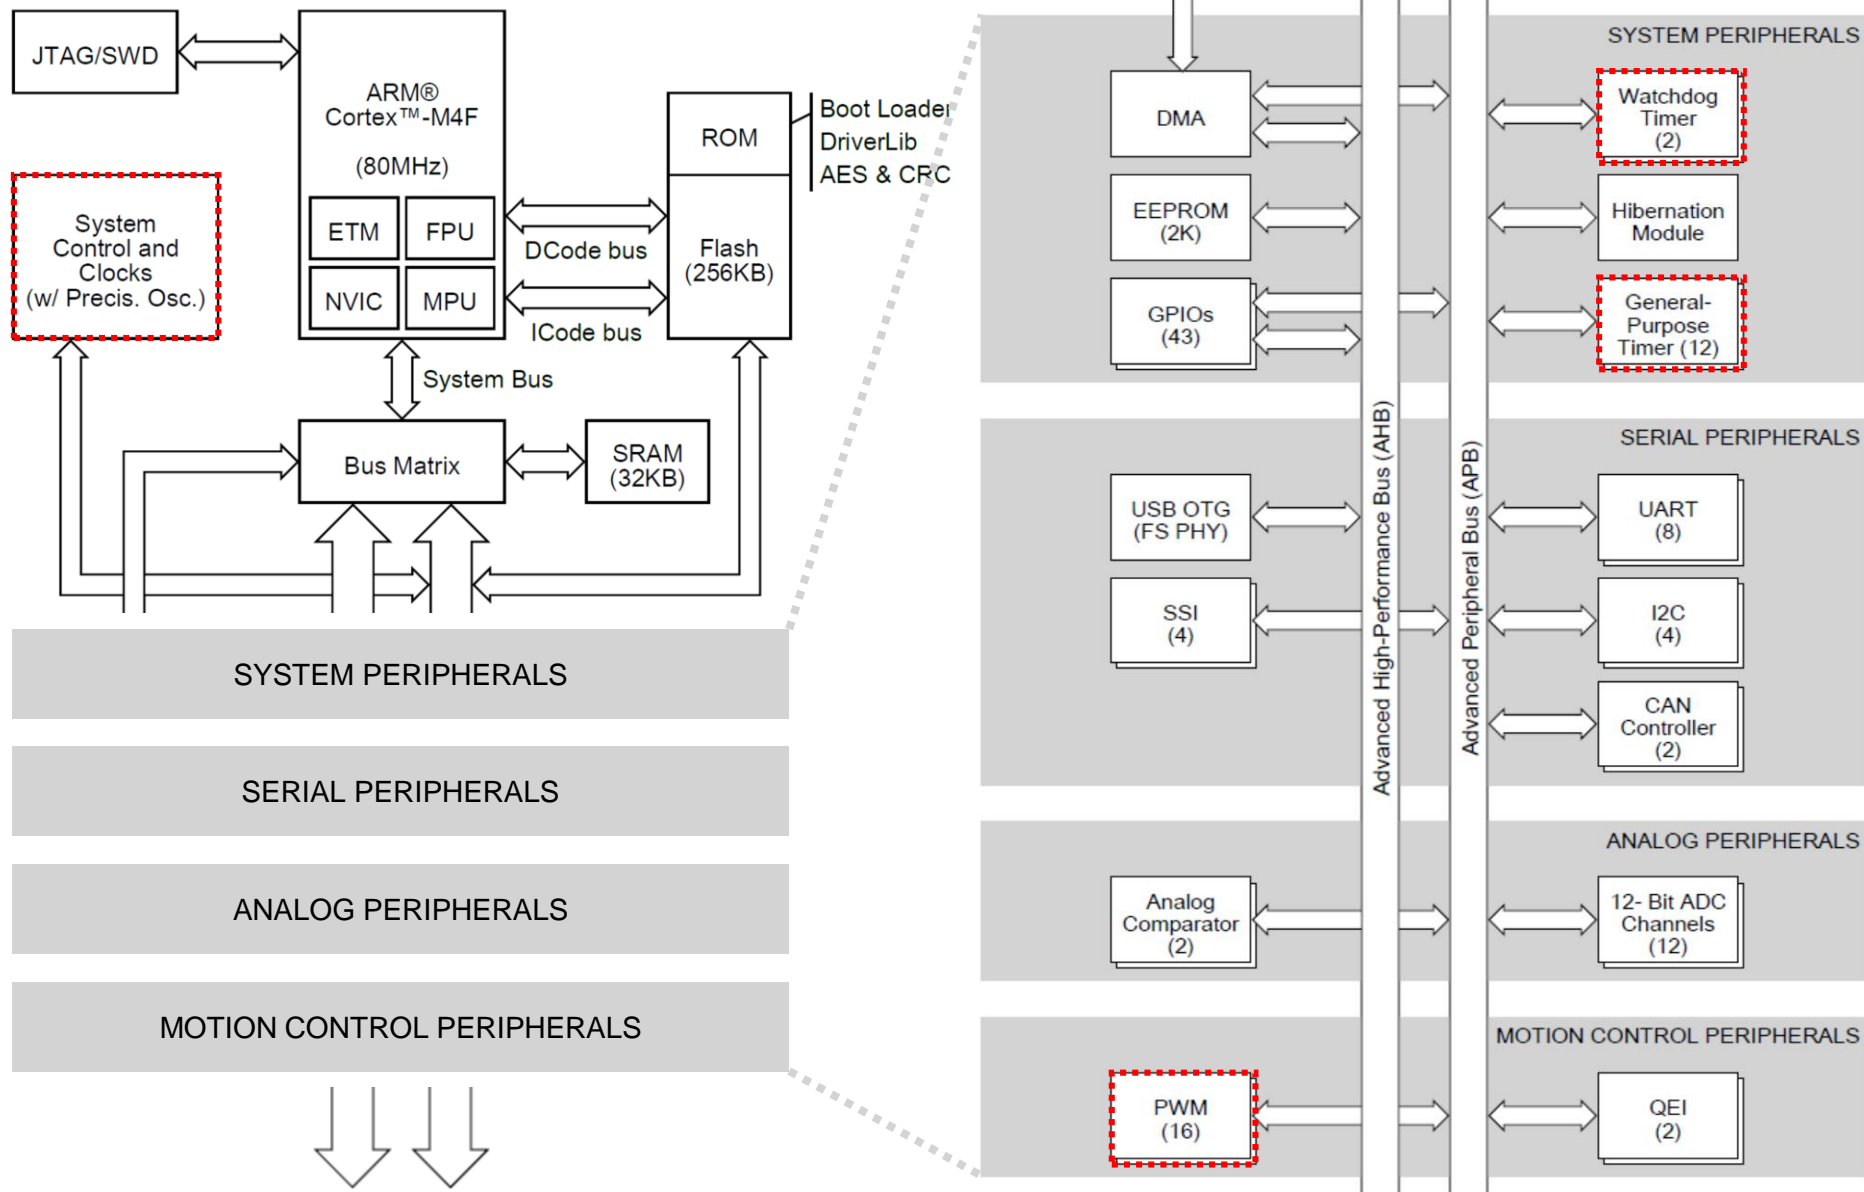 JTAG/SWD
ARM®
Cortex™-M4F
(80MHz)
ETM
FPU
NVIC
MPU
System
Control and
Clocks
(w/ Precis. Osc.)
ROM
Boot Loader
DriverLib
AES & CRC
Flash
(256KB)
DCode bus
ICode bus
System Bus
Bus Matrix
SRAM
(32KB)
SYSTEM PERIPHERALS
SERIAL PERIPHERALS
ANALOG PERIPHERALS
MOTION CONTROL PERIPHERALS
SYSTEM PERIPHERALS
DMA
Watchdog
Timer
(2)
EEPROM
(2K)
Hibernation
Module
GPIOs
(43)
General-
Purpose
Timer (12)
Advanced High-Performance Bus (AHB)
Advanced Peripheral Bus (APB)
SERIAL PERIPHERALS
USB OTG
(FS PHY)
UART
(8)
SSI
(4)
I2C
(4)
CAN
Controller
(2)
ANALOG PERIPHERALS
Analog
Comparator
(2)
12- Bit ADC
Channels
(12)
MOTION CONTROL PERIPHERALS
PWM
(16)
QEI
(2)